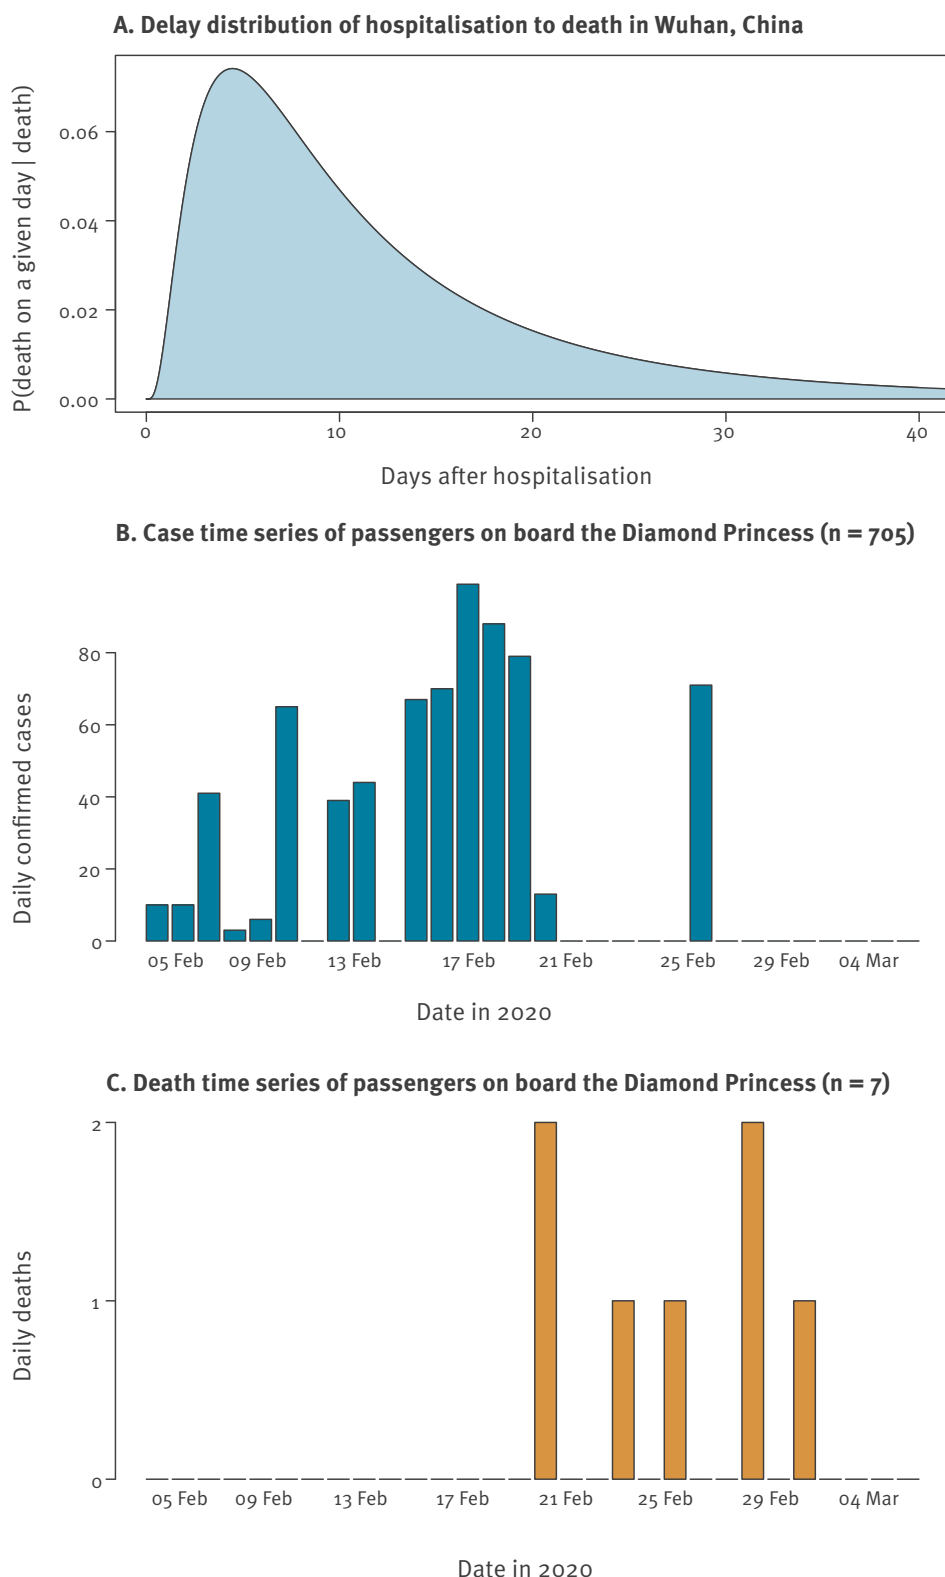 A. Delay distribution of hospitalisation to death in Wuhan, China
P(death on a given day | death)
0.06
0.04
0.02
0.00
0 10 20 30 40
Days after hospitalisation
B. Case time series of passengers on board the Diamond Princess (n = 705)
Daily confirmed cases
80
60
40
20
0
05 Feb 09 Feb 13 Feb 17 Feb 21 Feb 25 Feb 29 Feb 04 Mar
Date in 2020
C. Death time series of passengers on board the Diamond Princess (n = 7)
Daily deaths
2
1
0
05 Feb 09 Feb 13 Feb 17 Feb 21 Feb 25 Feb 29 Feb 04 Mar
Date in 2020